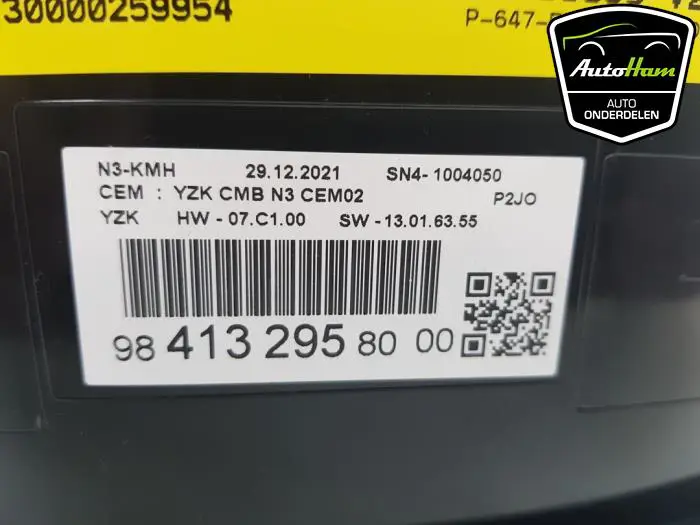 30000259954
P-647-
AutoHam
AUTO
ONDERDELEN
N3-KMH 29.12.2021 SN4- 1004050
CEM : YZK CMB N3 CEM02 P2JO
YZK HW - 07.C1.00 SW - 13.01.63.55
98 413 295 80 00